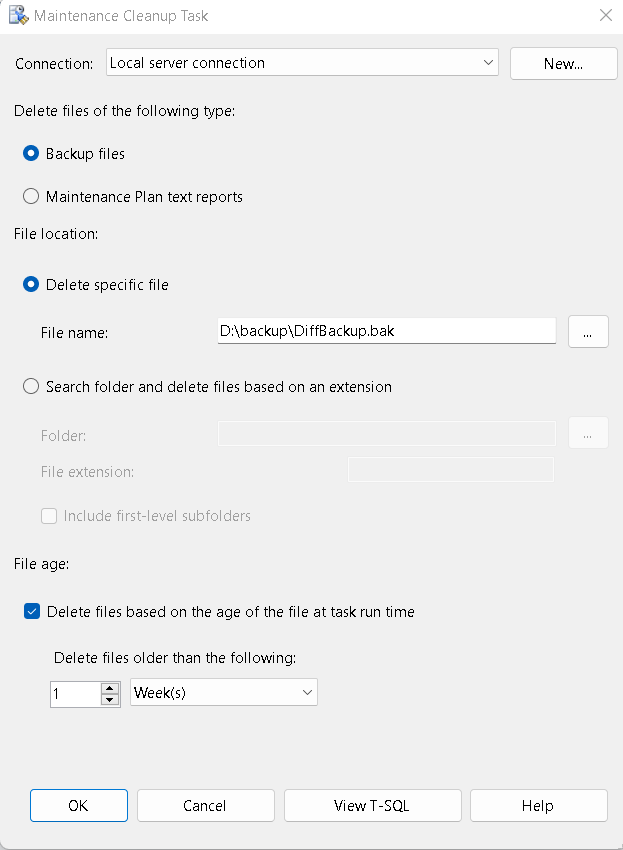 Maintenance Cleanup Task
Connection: Local server connection New...
Delete files of the following type:
Backup files
Maintenance Plan text reports
File location:
Delete specific file
File name: D:\backup\DiffBackup.bak ...
Search folder and delete files based on an extension
Folder: ...
File extension:
Include first-level subfolders
File age:
Delete files based on the age of the file at task run time
Delete files older than the following:
1 Week(s)
OK Cancel View T-SQL Help